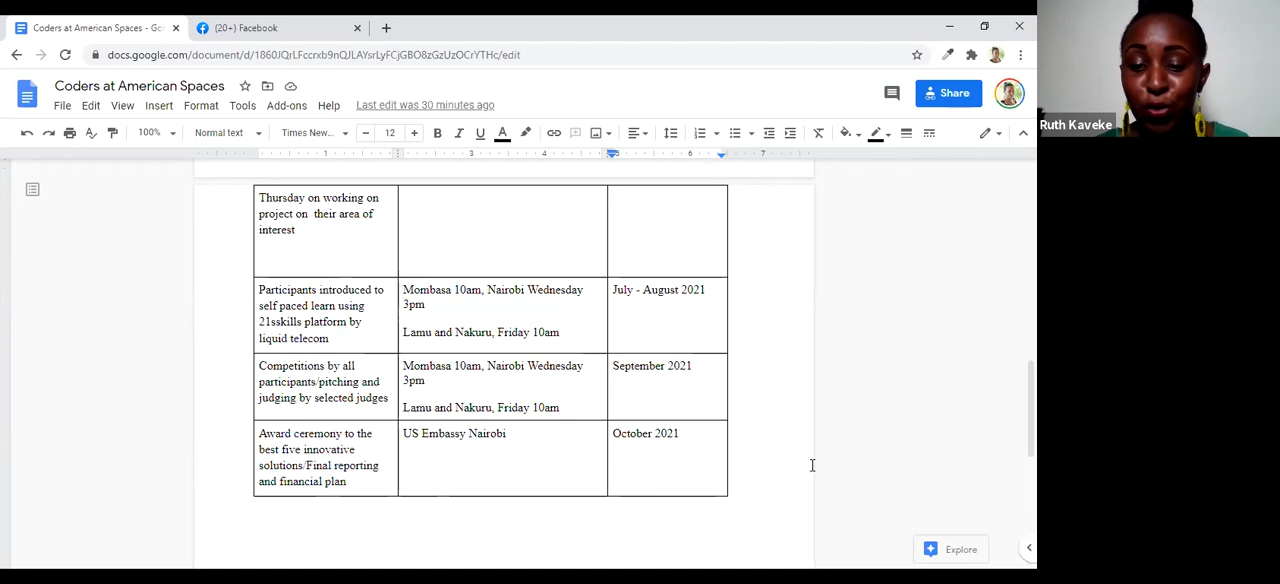 Coders at American Spaces - Go
(20+) Facebook
docs.google.com/document/d/1860JQrLFccrxb9nQJLAYsrLyFCjGBO8zGzUzOCrYTHc/edit
Coders at American Spaces
File Edit View Insert Format Tools Add-ons Help Last edit was 30 minutes ago
Share
Ruth Kaveke
100% Normal text Times New... 12 B I U A
1 3 4 5 6 7
Thursday on working on
project on their area of
interest
Participants introduced to
self paced learn using
21sskills platform by
liquid telecom
Mombasa 10am, Nairobi Wednesday
3pm
Lamu and Nakuru, Friday 10am
July - August 2021
Competitions by all
participants/pitching and
judging by selected judges
Mombasa 10am, Nairobi Wednesday
3pm
Lamu and Nakuru, Friday 10am
September 2021
Award ceremony to the
best five innovative
solutions/Final reporting
and financial plan
US Embassy Nairobi
October 2021
Explore